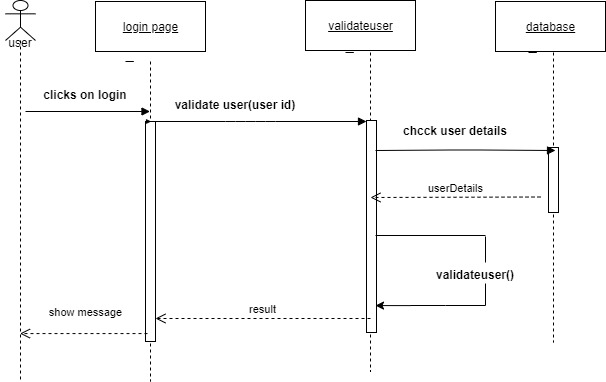 user
login page
validateuser
database
clicks on login
validate user(user id)
chcck user details
userDetails
validateuser()
result
show message